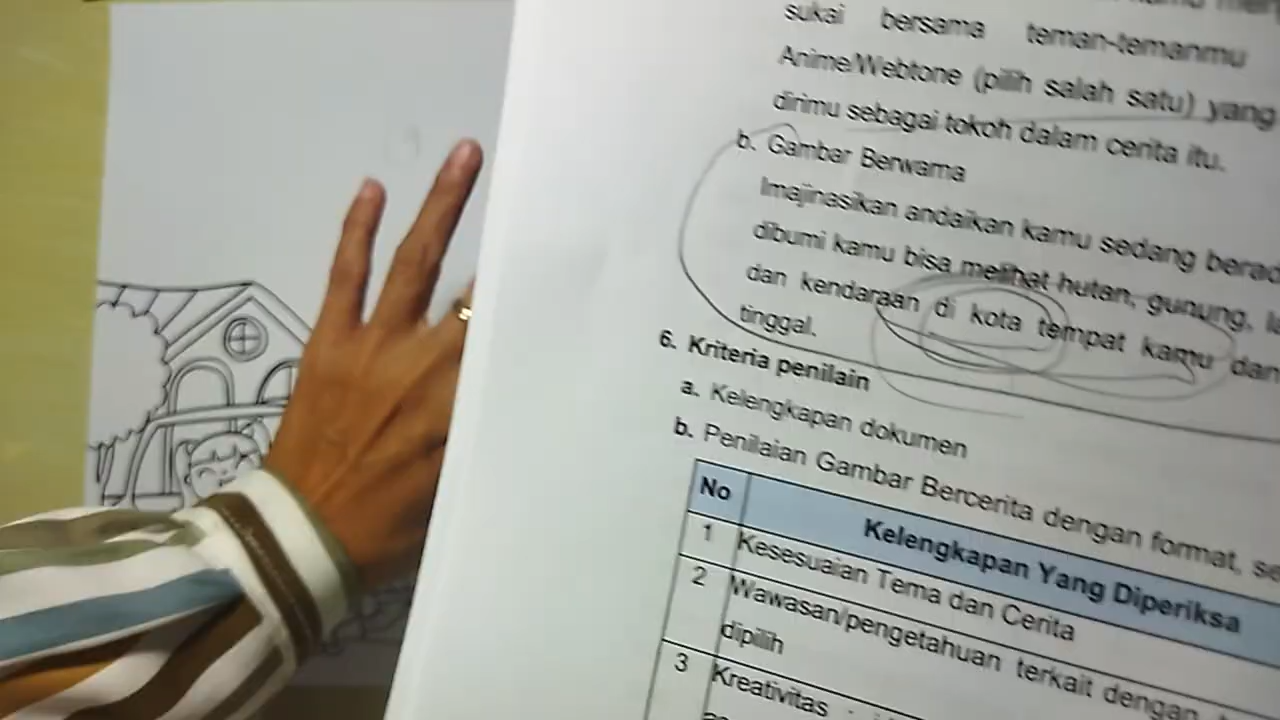 sukai bersama teman-temanmu
Anime/Webtone (pilih salah satu) yang
dirimu sebagai tokoh dalam cerita itu.
b. Gambar Berwarna
Imajinasikan andaikan kamu sedang berad
dibumi kamu bisa melihat hutan, gunung,
dan kendaraan di kota tempat kamu dan
tinggal.
6. Kriteria penilain
a. Kelengkapan dokumen
b. Penilaian Gambar Bercerita dengan format, se
No Kelengkapan Yang Diperiksa
1 Kesesuaian Tema dan Cerita
2 Wawasan/pengetahuan terkait dengan
dipilih
3 Kreativitas